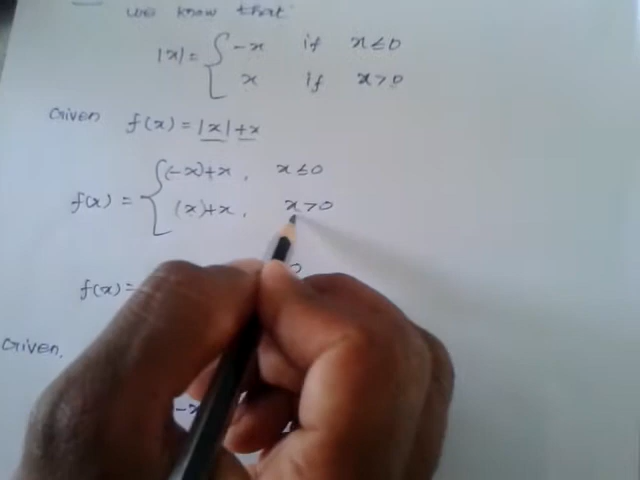 we know that
|x| = { -x if x ≤ 0
x if x > 0
Given f(x) = |x| + x
f(x) = { (-x)+x , x ≤ 0
(x)+x , x > 0
f(x) =
Given,
-x